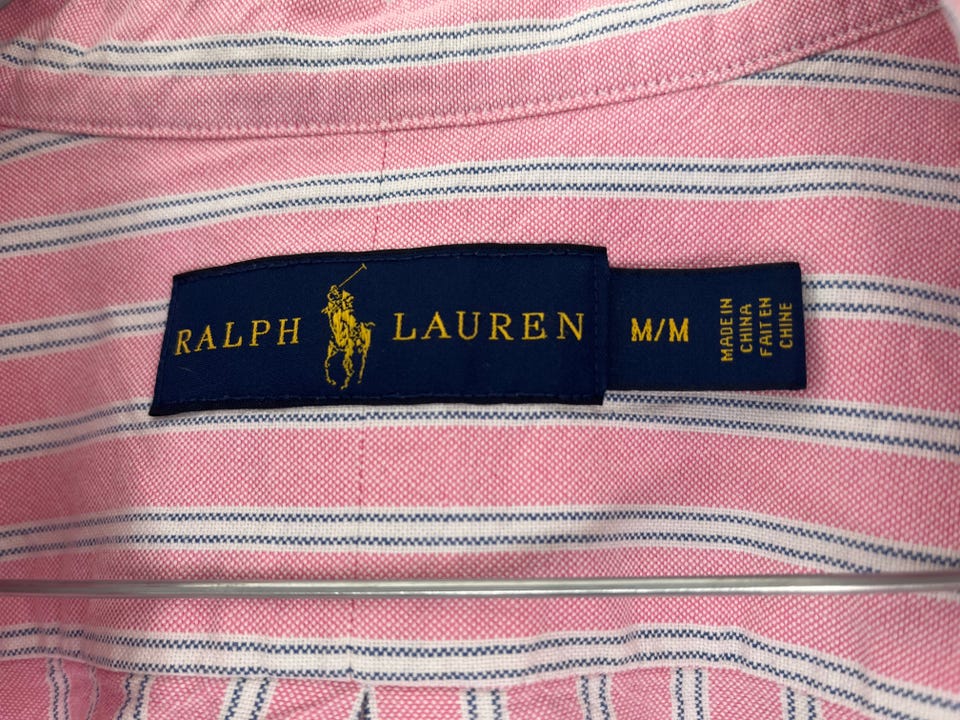 RALPH LAUREN
M/M
MADE IN
CHINA
FAIT EN
CHINE